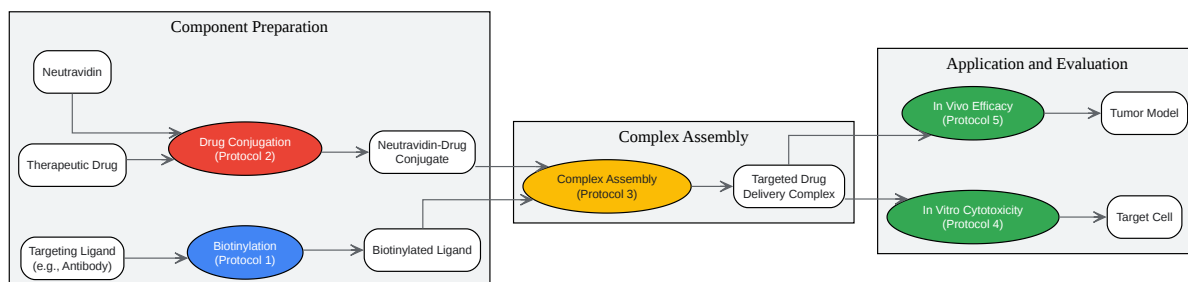 Component Preparation
Neutravidin
Therapeutic Drug
Drug Conjugation
(Protocol 2)
Neutravidin-Drug
Conjugate
Targeting Ligand
(e.g., Antibody)
Biotinylation
(Protocol 1)
Biotinylated Ligand
Complex Assembly
Complex Assembly
(Protocol 3)
Targeted Drug
Delivery Complex
Application and Evaluation
In Vivo Efficacy
(Protocol 5)
Tumor Model
In Vitro Cytotoxicity
(Protocol 4)
Target Cell